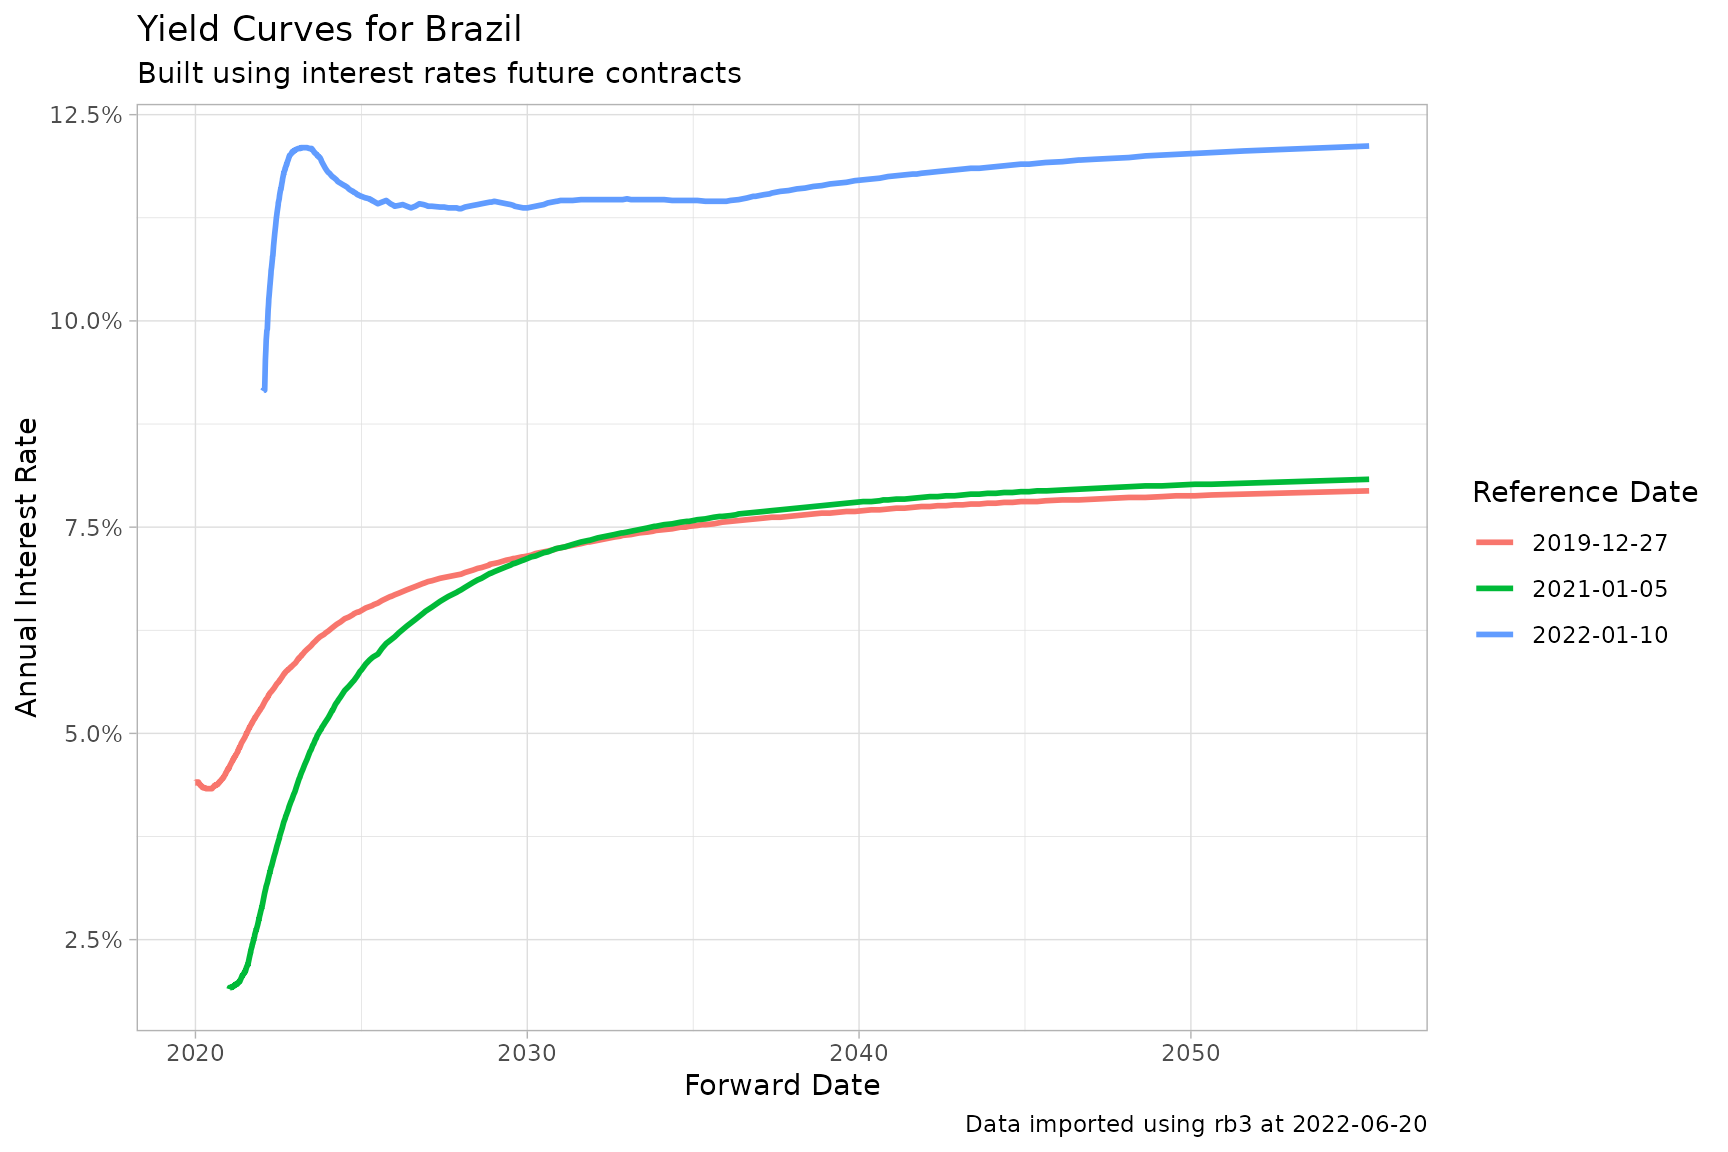 Yield Curves for Brazil
Built using interest rates future contracts
12.5%
10.0%
7.5%
5.0%
2.5%
Annual Interest Rate
2020
2030
2040
2050
Forward Date
Reference Date
2019-12-27
2021-01-05
2022-01-10
Data imported using rb3 at 2022-06-20